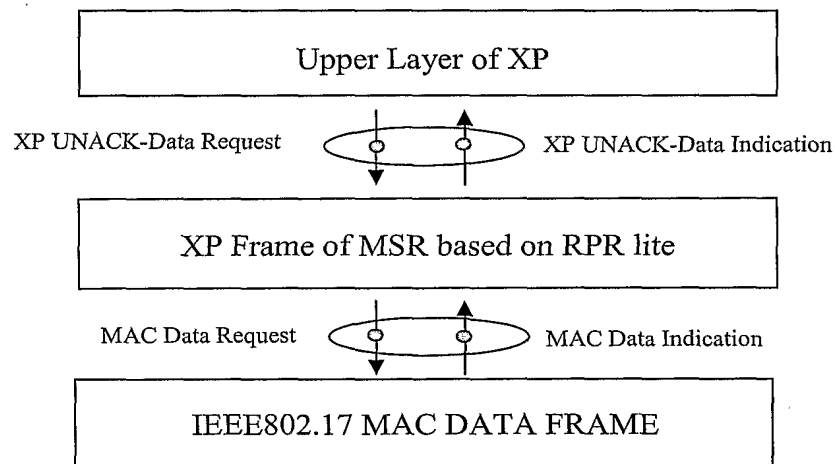 Upper Layer of XP
XP UNACK-Data Request
XP UNACK-Data Indication
XP Frame of MSR based on RPR lite
MAC Data Request
MAC Data Indication
IEEE802.17 MAC DATA FRAME